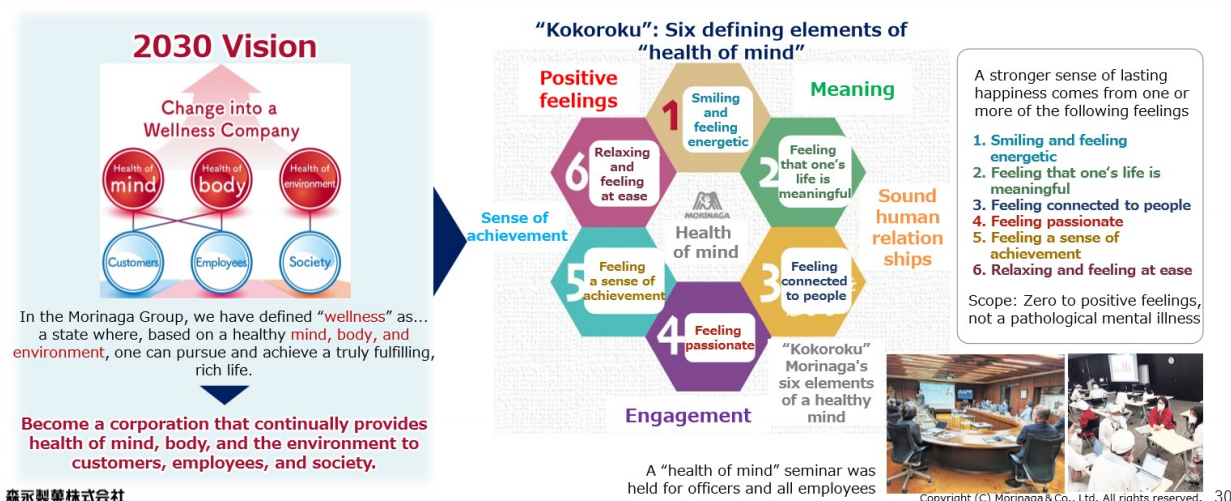 2030 Vision
Change into a
Wellness Company
Health of
mind
Health of
body
Health of
environment
Customers
Employees
Society
In the Morinaga Group, we have defined “wellness” as...
a state where, based on a healthy mind, body, and
environment, one can pursue and achieve a truly fulfilling,
rich life.
Become a corporation that continually provides
health of mind, body, and the environment to
customers, employees, and society.
森永製菓株式会社
“Kokoroku”: Six defining elements of
“health of mind”
Positive
feelings
Meaning
Sound
human
relation
ships
Engagement
Sense of
achievement
1
Smiling
and
feeling
energetic
2
Feeling
that one’s
life is
meaningful
3
Feeling
connected
to people
4
Feeling
passionate
5
Feeling
a sense of
achievement
6
Relaxing
and
feeling
at ease
MORINAGA
Health
of mind
“Kokoroku”
Morinaga's
six elements
of a healthy
mind
A stronger sense of lasting
happiness comes from one or
more of the following feelings
1. Smiling and feeling
energetic
2. Feeling that one’s life is
meaningful
3. Feeling connected to people
4. Feeling passionate
5. Feeling a sense of
achievement
6. Relaxing and feeling at ease
Scope: Zero to positive feelings,
not a pathological mental illness
A “health of mind” seminar was
held for officers and all employees
Copyright (C) Morinaga&Co., Ltd. All rights reserved.
30